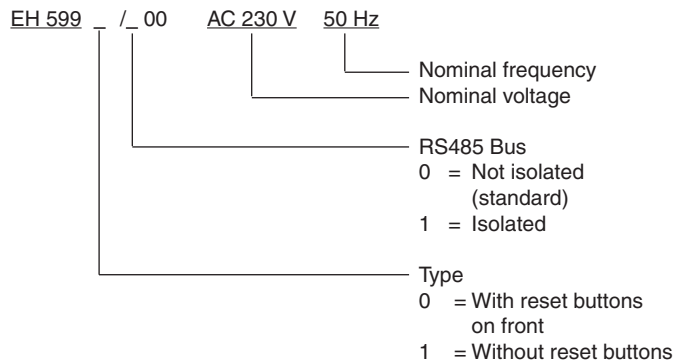 EH 599 _ /_ 00 AC 230 V 50 Hz
Nominal frequency
Nominal voltage
RS485 Bus
0 = Not isolated
(standard)
1 = Isolated
Type
0 = With reset buttons
on front
1 = Without reset buttons